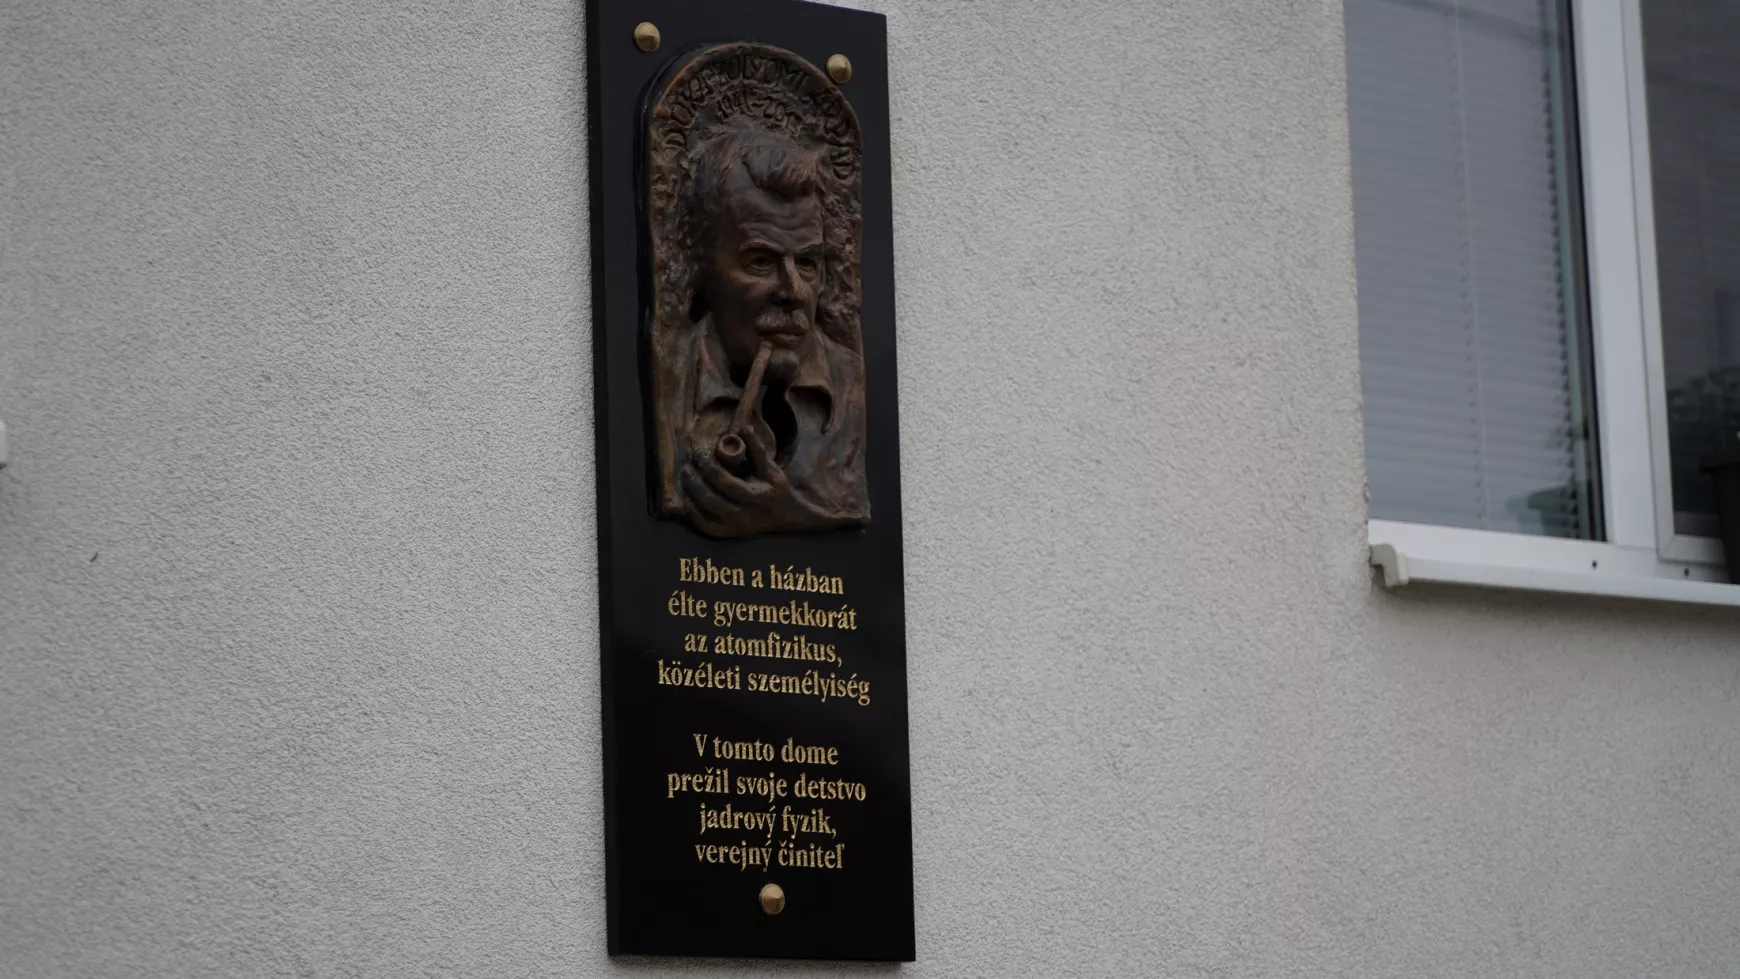 Ebben a házban
élte gyermekkorát
az atomfizikus,
közéleti személyiség
V tomto dome
prežil svoje detstvo
jadrový fyzik,
verejný činiteľ